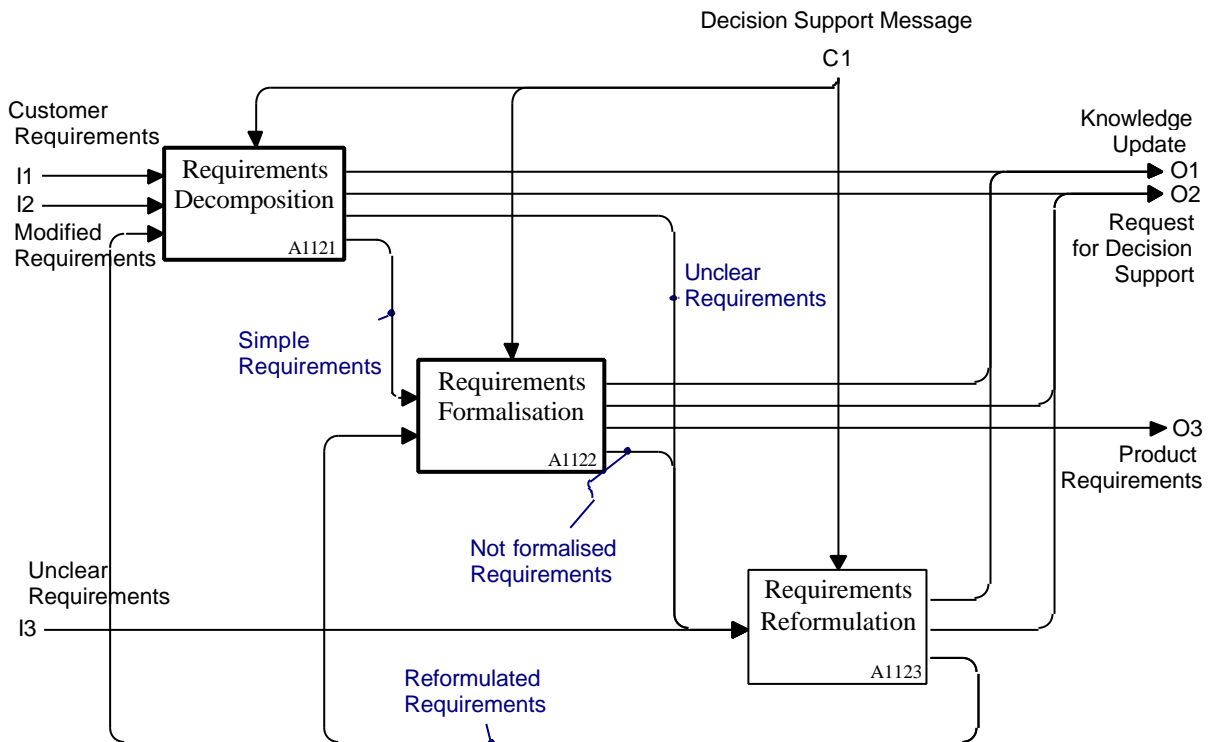 Decision Support Message
C1
Customer
Requirements
I1
I2
Modified
Requirements
Requirements
Decomposition
A1121
Knowledge
Update
O1
O2
Request
for Decision
Support
Unclear
Requirements
Simple
Requirements
Requirements
Formalisation
A1122
O3
Product
Requirements
Not formalised
Requirements
Unclear
Requirements
I3
Requirements
Reformulation
A1123
Reformulated
Requirements